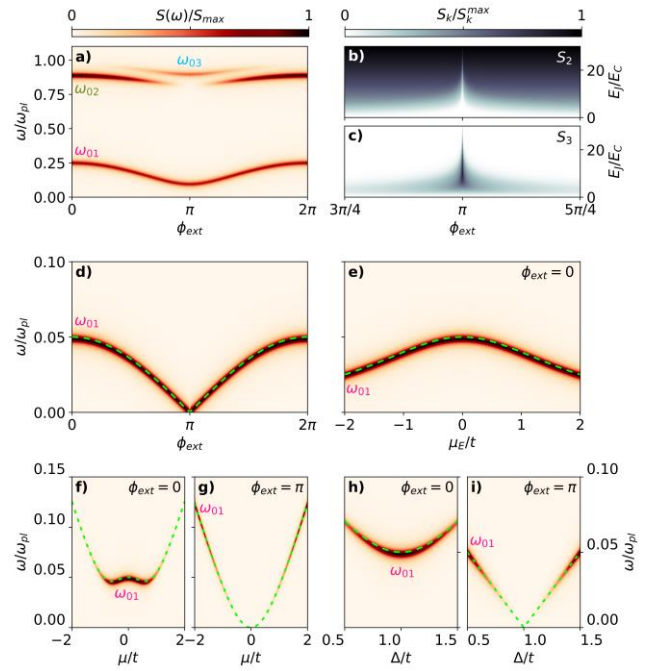 S(ω)/S_max
0 1
S_k/S_k^max
0 1
a)
ω_03
ω_02
ω_01
1.00
0.75
0.50
0.25
0.00
ω/ω_pl
0 π 2π
ϕ_ext
b) S_2
20
0
E_J/E_C
c) S_3
20
0
E_J/E_C
3π/4 π 5π/4
ϕ_ext
d)
ω_01
0.10
0.05
0.00
ω/ω_pl
0 π 2π
ϕ_ext
e) ϕ_ext = 0
ω_01
−2 −1 0 1 2
μ_E/t
f) ϕ_ext = 0
ω_01
0.15
0.10
0.05
0.00
ω/ω_pl
−2 0 2
μ/t
g) ϕ_ext = π
ω_01
−2 0 2
μ/t
h) ϕ_ext = 0
ω_01
0.5 1.0 1.5
Δ/t
i) ϕ_ext = π
ω_01
0.10
0.05
0.00
ω/ω_pl
0.5 1.0 1.5
Δ/t